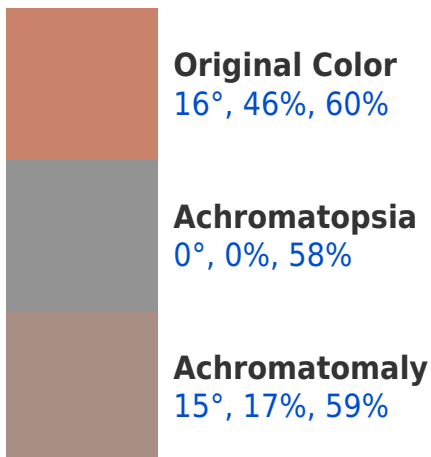 Original Color
16°, 46%, 60%
Achromatopsia
0°, 0%, 58%
Achromatomaly
15°, 17%, 59%